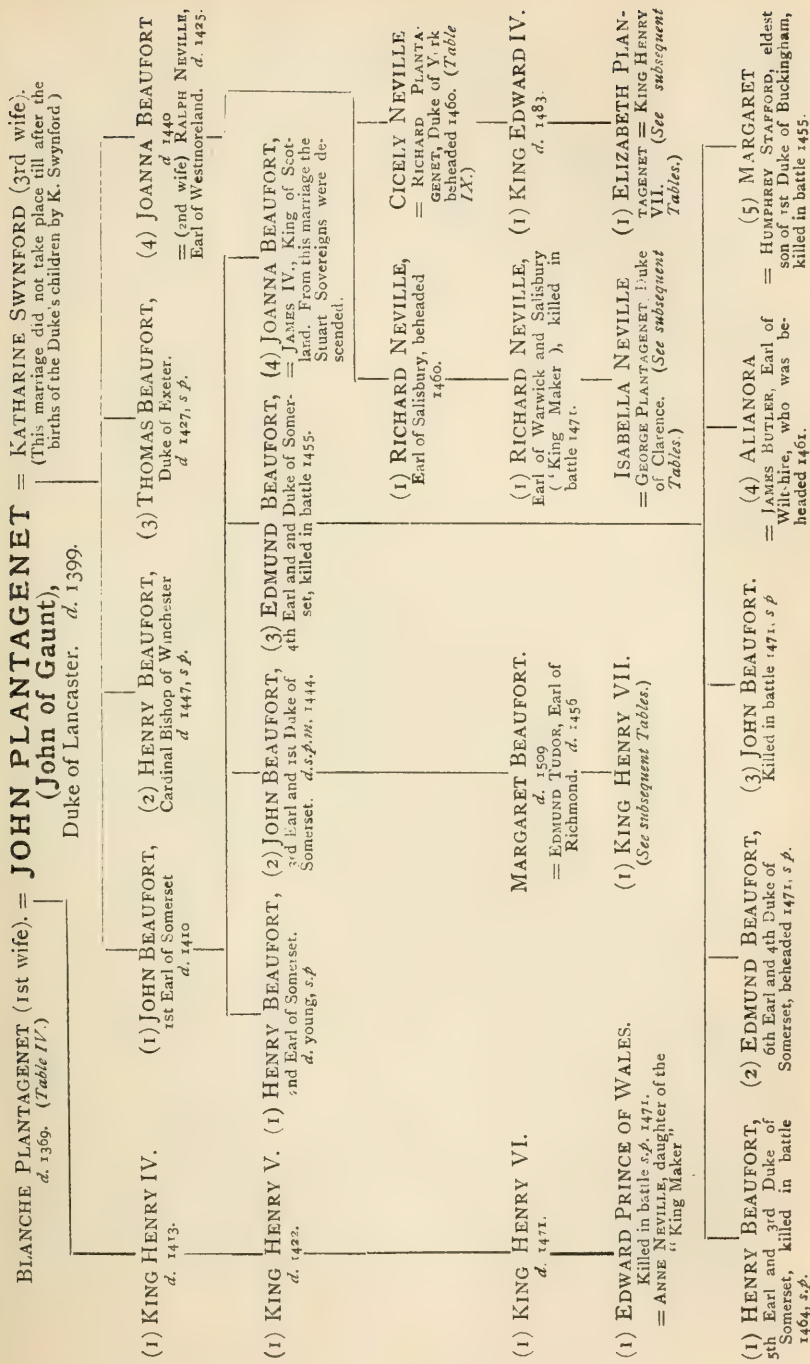 BLANCHE PLANTAGENET (1st wife). = JOHN PLANTAGENET = KATHARINE SWYNFORD (3rd wife).
d. 1369. (Table IV.)
(John of Gaunt),
Duke of Lancaster. d. 1399.
(This marriage did not take place till after the
births of the Duke's children by K. Swynford )
(1) KING HENRY IV.
d. 1413.
(1) JOHN BEAUFORT,
1st Earl of Somerset
d. 1410
(2) HENRY BEAUFORT,
Cardinal Bishop of Winchester
d 1447, s p.
(3) THOMAS BEAUFORT,
Duke of Exeter.
d 1427, s p.
(4) JOANNA BEAUFORT
d 1440
= (2nd wife) RALPH NEVILLE,
Earl of Westmoreland. d. 1425.
(1) KING HENRY V.
d. 1422.
(1) HENRY BEAUFORT,
2nd Earl of Somerset.
d. young, s.p
(2) JOHN BEAUFORT,
3rd Earl and 1st Duke of
Somerset. d.s.p.m. 1444.
(3) EDMUND BEAUFORT,
4th Earl and 2nd Duke of Somer-
set, killed in battle 1455.
(4) JOANNA BEAUFORT,
= JAMES IV., King of Scot-
land. From this marriage the
Stuart Sovereigns were de-
scended.
(1) RICHARD NEVILLE,
Earl of Salisbury, beheaded
1460.
CICELY NEVILLE
= RICHARD PLANTA-
GENET, Duke of Y rk
beheaded 1460. (Table
IX.)
(1) KING HENRY VI.
d. 1471.
MARGARET BEAUFORT.
d. 1509
= EDMUND TUDOR, Earl of
Richmond. d. 1456
(1) RICHARD NEVILLE,
Earl of Warwick and Salisbury
( ' King Maker ), killed in
battle 1471.
(1) KING EDWARD IV.
d. 1483.
(1) EDWARD PRINCE OF WALES.
Killed in battle s.p. 1471.
= ANNE NEVILLE, daughter of the
" King Maker "
(1) KING HENRY VII.
(See subsequent Tables.)
ISABELLA NEVILLE
= GEORGE PLANTAGENET. Duke
of Clarence. (See subsequent
Tables.)
(1) ELIZABETH PLAN-
TAGENET = KING HENRY
VII. (See subsequent
Tables.)
(1) HENRY BEAUFORT,
5th Earl and 3rd Duke of
Somerset, killed in battle
1464, s.p.
(2) EDMUND BEAUFORT,
6th Earl and 4th Duke of
Somerset, beheaded 1471, s p.
(3) JOHN BEAUFORT.
Killed in battle 1471, s p
(4) ALIANORA
= JAMES BUTLER, Earl of
Wilt-hire, who was be-
headed 1461.
(5) MARGARET
= HUMPHREY STAFFORD, eldest
son of 1st Duke of Buckingham,
killed in battle 1455.